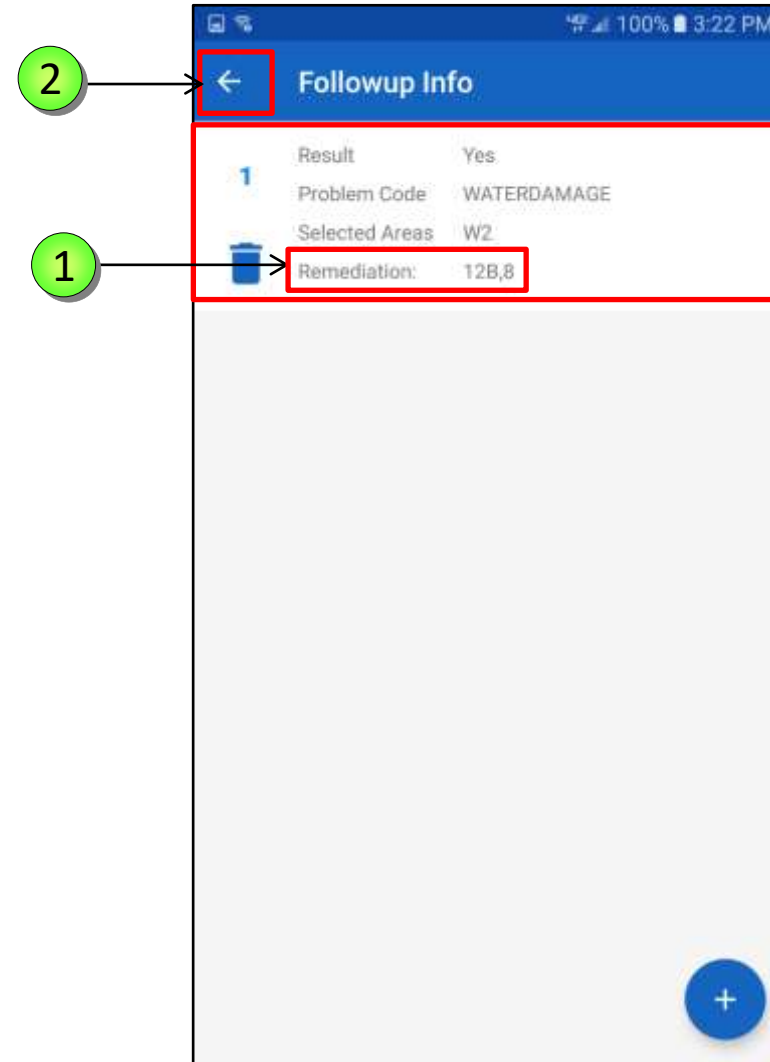 100% 3:22 PM
2
Followup Info
1
Result Yes
Problem Code WATERDAMAGE
Selected Areas W2
1
Remediation: 12B,8
+